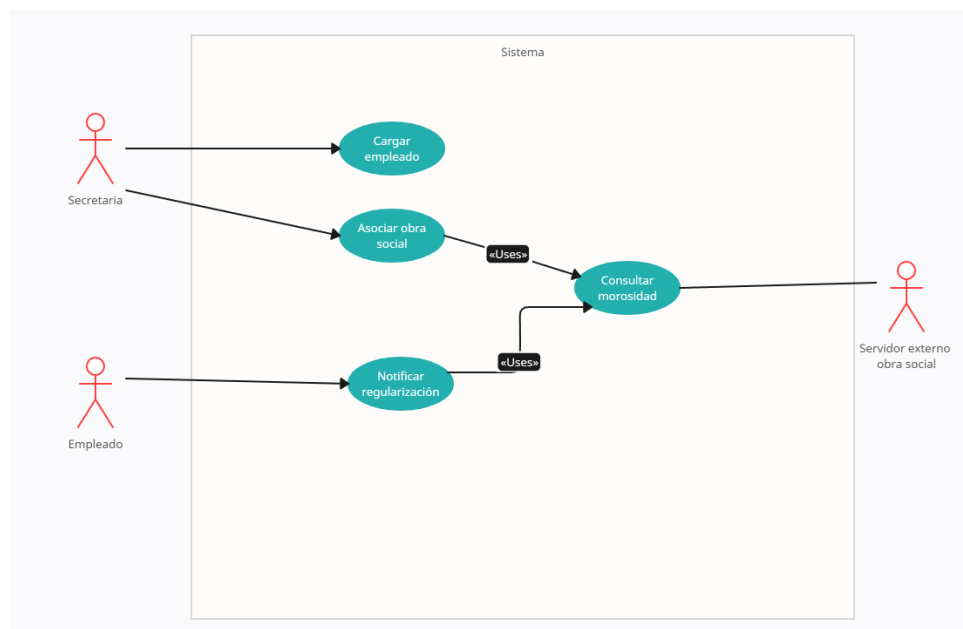 Sistema
Cargar
empleado
Secretaria
Asociar obra
social
«Uses»
Consultar
morosidad
Servidor externo
obra social
«Uses»
Notificar
regularización
Empleado